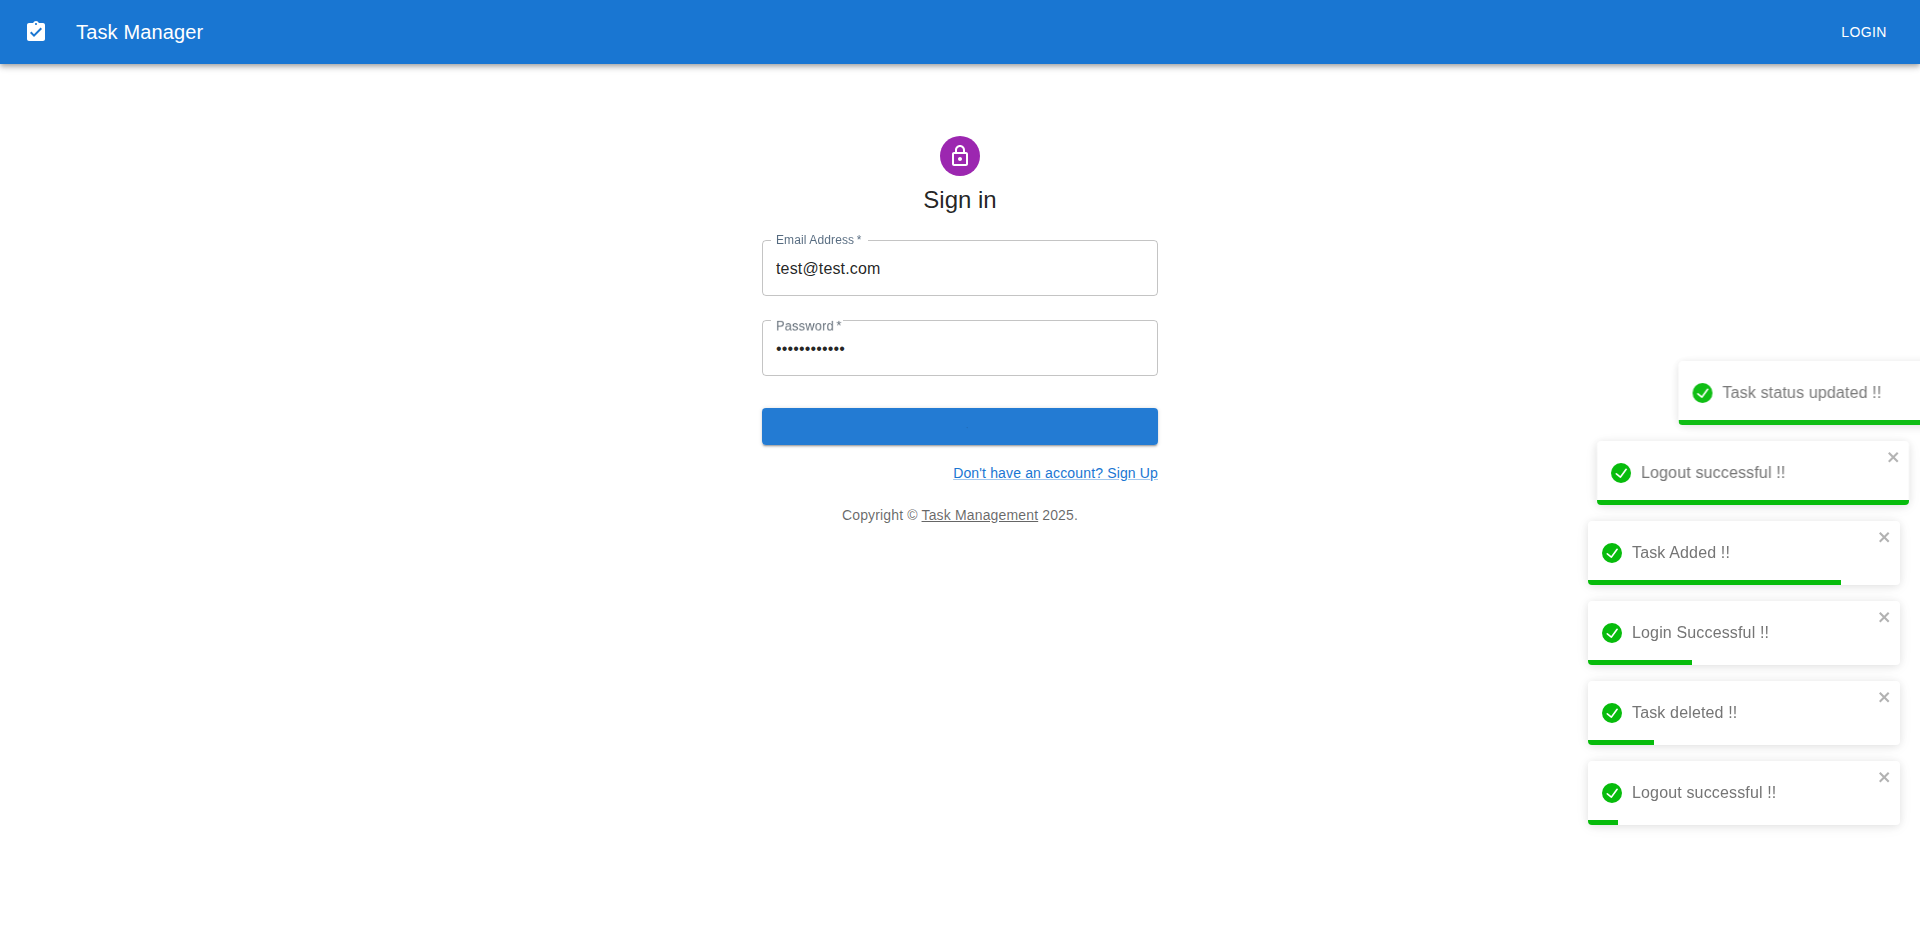 Task Manager
LOGIN
Sign in
Email Address *
test@test.com
Password *
••••••••••••
Don't have an account? Sign Up
Copyright © Task Management 2025.
Task status updated !!
Logout successful !!
Task Added !!
Login Successful !!
Task deleted !!
Logout successful !!